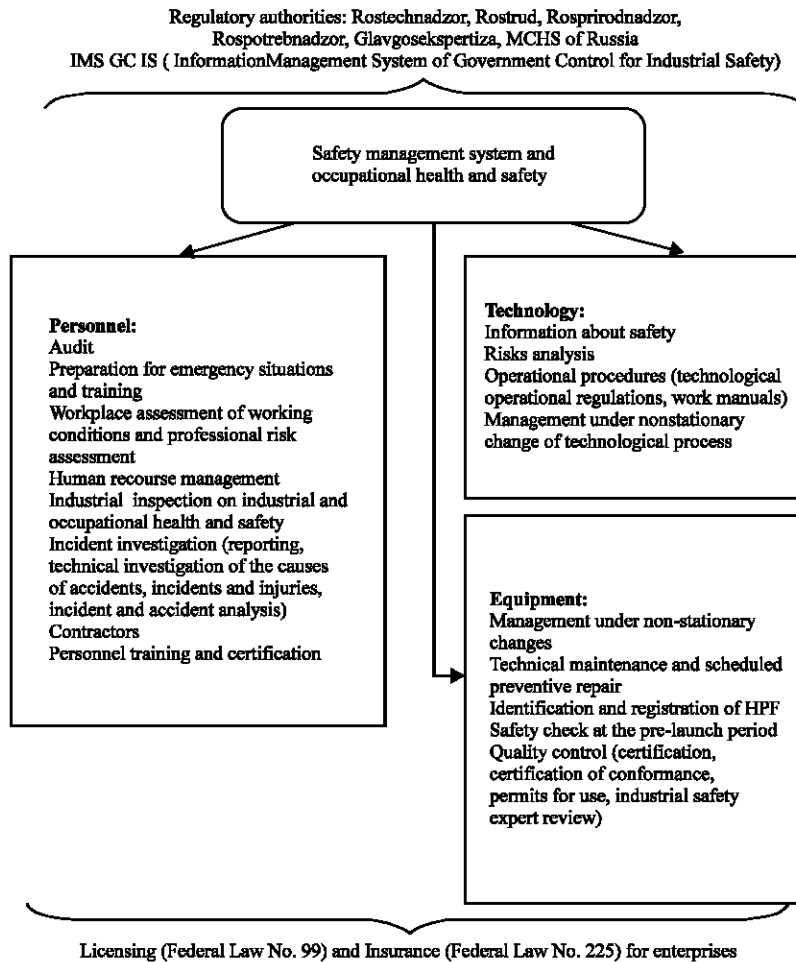 Regulatory authorities: Rostechnadzor, Rostrud, Rosprirodnadzor,
Rospotrebnadzor, Glavgosekspertiza, MCHS of Russia
IMS GC IS ( InformationManagement System of Government Control for Industrial Safety)
Safety management system and
occupational health and safety
Personnel:
Audit
Preparation for emergency situations
and training
Workplace assessment of working
conditions and professional risk
assessment
Human recourse management
Industrial inspection on industrial and
occupational health and safety
Incident investigation (reporting,
technical investigation of the causes
of accidents, incidents and injuries,
incident and accident analysis)
Contractors
Personnel training and certification
Technology:
Information about safety
Risks analysis
Operational procedures (technological
operational regulations, work manuals)
Management under nonstationary
change of technological process
Equipment:
Management under non-stationary
changes
Technical maintenance and scheduled
preventive repair
Identification and registration of HPF
Safety check at the pre-launch period
Quality control (certification,
certification of conformance,
permits for use, industrial safety
expert review)
Licensing (Federal Law No. 99) and Insurance (Federal Law No. 225) for enterprises